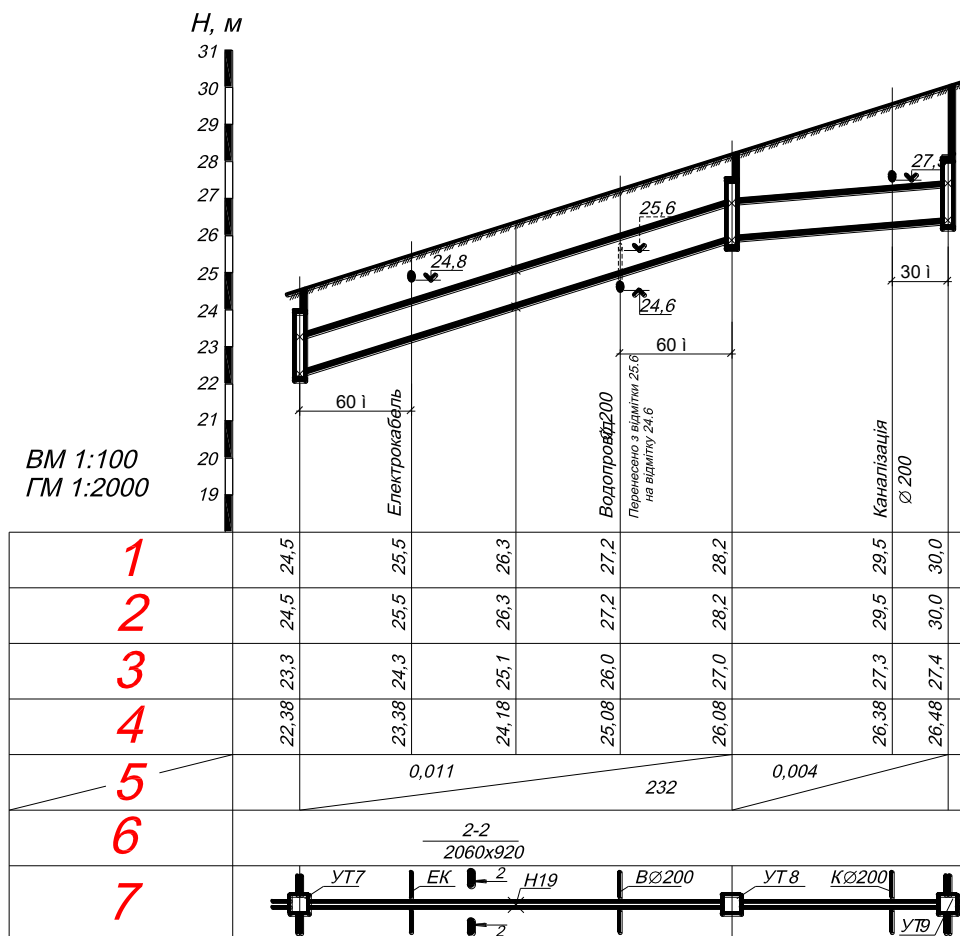 Н, м
31
30
29
28
27
26
25
24
23
22
21
20
19
ВМ 1:100
ГМ 1:2000
24,8
25,6
24,6
60 і
60 і
30 і
Електрокабель
Водопровід
Ø200
Перенесено з відмітки 25.6
на відмітку 24.6
Каналізація
Ø 200
1 24,5 25,5 26,3 27,2 28,2 29,5 30,0
2 24,5 25,5 26,3 27,2 28,2 29,5 30,0
3 23,3 24,3 25,1 26,0 27,0 27,3 27,4
4 22,38 23,38 24,18 25,08 26,08 26,38 26,48
5 0,011 232 0,004
6 2-2
2060х920
7 УТ7 ЕК 2 Н19 ВØ200 УТ8 КØ200
2 УТ9